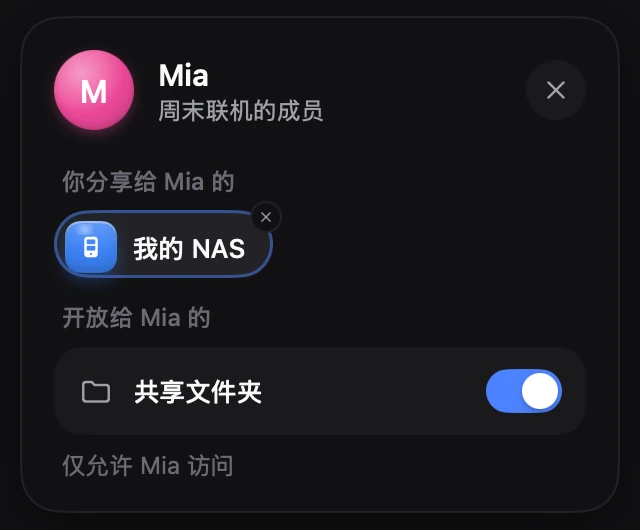 M
Mia
周末联机的成员
你分享给 Mia 的
我的 NAS
开放给 Mia 的
共享文件夹
仅允许 Mia 访问